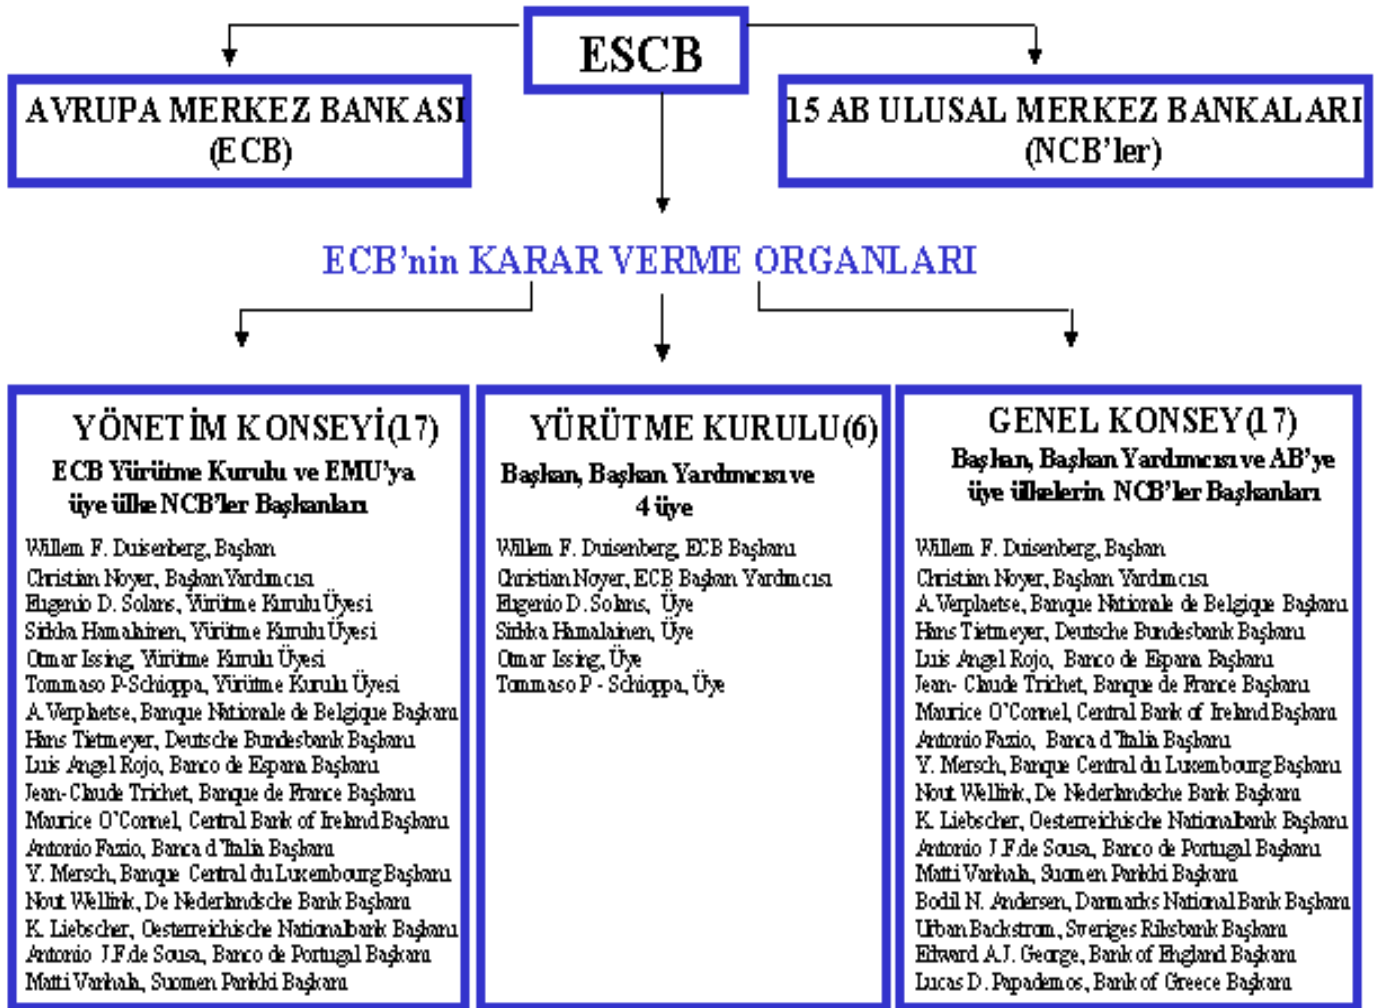 ESCB
AVRUPA MERKEZ BANKASI
(ECB)
15 AB ULUSAL MERKEZ BANKALARI
(NCB'ler)
ECB'nin KARAR VERME ORGANLARI
YÖNETİM KONSEYİ(17)
ECB Yürütme Kurulu ve EMU'ya
üye ülke NCB'ler Başkanları
Willem F. Duisenberg, Başkan
Christian Noyer, Başkan Yardımcısı
Eugenio D. Solans, Yürütme Kurulu Üyesi
Sirkka Hamalainen, Yürütme Kurulu Üyesi
Otmar Issing, Yürütme Kurulu Üyesi
Tommaso P-Schioppa, Yürütme Kurulu Üyesi
A.Verplaetse, Banque Nationale de Belgique Başkanı
Hans Tietmeyer, Deutsche Bundesbank Başkanı
Luis Angel Rojo, Banco de Espana Başkanı
Jean-Claude Trichet, Banque de France Başkanı
Maurice O'Connel, Central Bank of Ireland Başkanı
Antonio Fazio, Banca d'Italia Başkanı
Y. Mersch, Banque Central du Luxembourg Başkanı
Nout Wellink, De Nederlandsche Bank Başkanı
K. Liebscher, Oesterreichische Nationalbank Başkanı
Antonio J.F.de Sousa, Banco de Portugal Başkanı
Matti Vanhala, Suomen Pankki Başkanı
YÜRÜTME KURULU(6)
Başkan, Başkan Yardımcısı ve
4 üye
Willem F. Duisenberg, ECB Başkanı
Christian Noyer, ECB Başkan Yardımcısı
Eugenio D. Solans, Üye
Sirkka Hamalainen, Üye
Otmar Issing, Üye
Tommaso P - Schioppa, Üye
GENEL KONSEY(17)
Başkan, Başkan Yardımcısı ve AB'ye
üye ülkelerin NCB'ler Başkanları
Willem F. Duisenberg, Başkan
Christian Noyer, Başkan Yardımcısı
A.Verplaetse, Banque Nationale de Belgique Başkanı
Hans Tietmeyer, Deutsche Bundesbank Başkanı
Luis Angel Rojo, Banco de Espana Başkanı
Jean- Claude Trichet, Banque de France Başkanı
Maurice O'Connel, Central Bank of Ireland Başkanı
Antonio Fazio, Banca d'Italia Başkanı
Y. Mersch, Banque Central du Luxembourg Başkanı
Nout Wellink, De Nederlandsche Bank Başkanı
K. Liebscher, Oesterreichische Nationalbank Başkanı
Antonio J.F.de Sousa, Banco de Portugal Başkanı
Matti Vanhala, Suomen Pankki Başkanı
Bodil N. Andersen, Danmarks National Bank Başkanı
Urban Backstrom, Sveriges Riksbank Başkanı
Edward A.J. George, Bank of England Başkanı
Lucas D. Papademos, Bank of Greece Başkanı